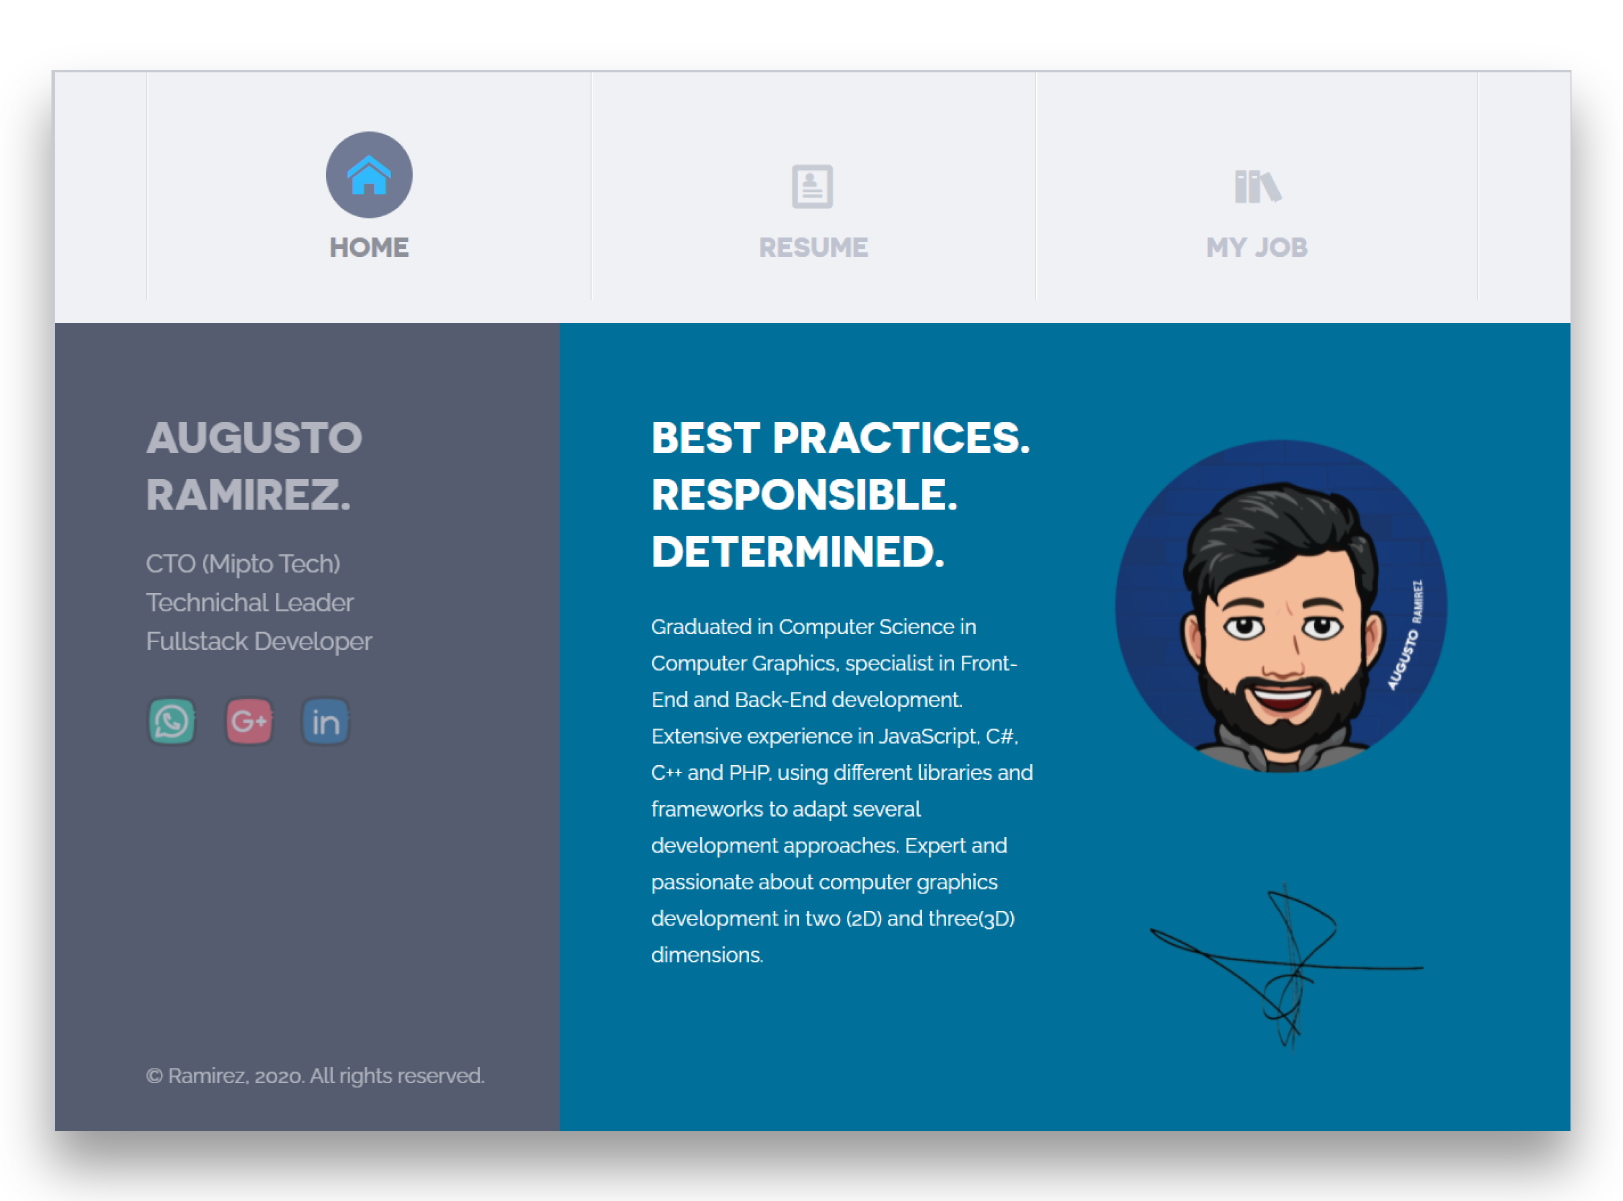 HOME
RESUME
MY JOB
AUGUSTO
RAMIREZ.
CTO (Mipto Tech)
Technichal Leader
Fullstack Developer
G+
in
© Ramirez, 2020. All rights reserved.
BEST PRACTICES.
RESPONSIBLE.
DETERMINED.
Graduated in Computer Science in
Computer Graphics, specialist in Front-
End and Back-End development.
Extensive experience in JavaScript, C#,
C++ and PHP, using different libraries and
frameworks to adapt several
development approaches. Expert and
passionate about computer graphics
development in two (2D) and three(3D)
dimensions.
AUGUSTO RAMIREZ